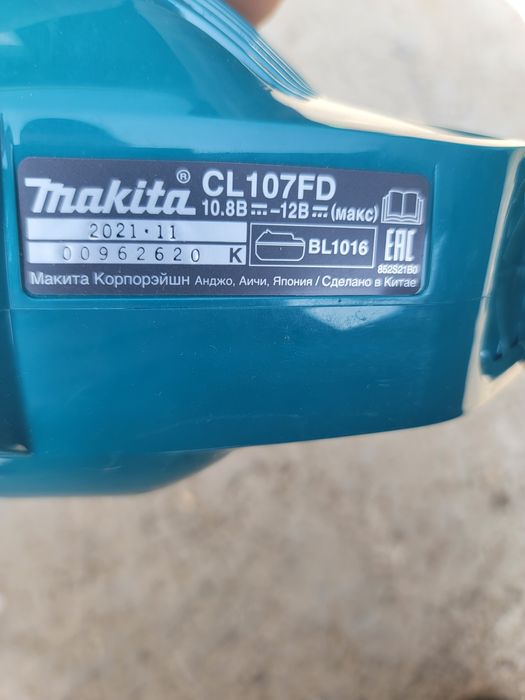 makita® CL107FD
10.8В⎓–12В⎓(макс)
2021·11
00962620 K
BL1016
EAC
852S21B0
Макита Корпорэйшн Анджо, Аичи, Япония / Сделано в Китае